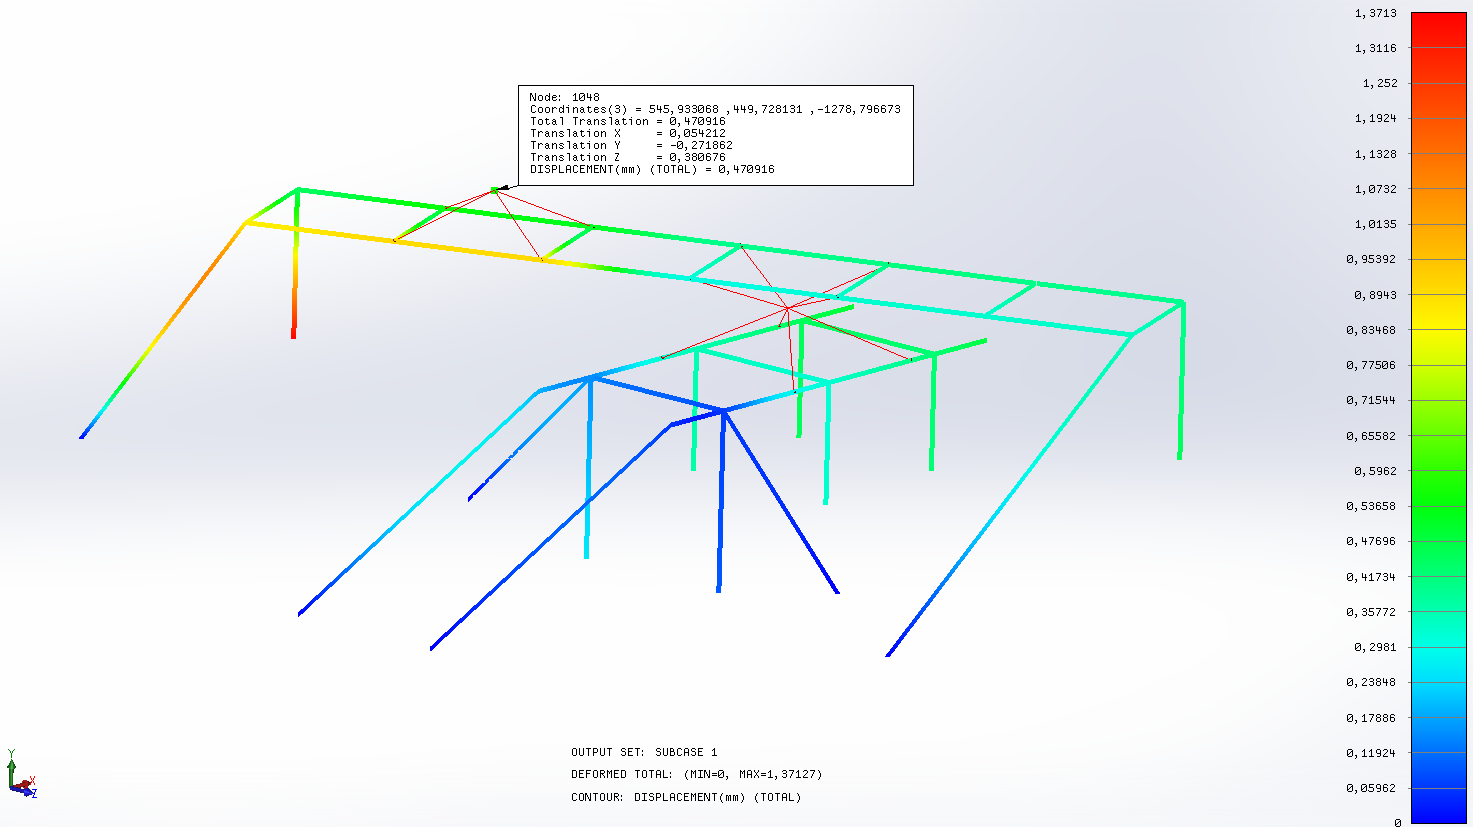 Node: 1048
Coordinates(3) = 545,933068 ,449,728131 ,-1278,796673
Total Translation = 0,470916
Translation X = 0,054212
Translation Y = -0,271862
Translation Z = 0,380676
DISPLACEMENT(mm) (TOTAL) = 0,470916
1,3713
1,3116
1,252
1,1924
1,1328
1,0732
1,0135
0,95392
0,8943
0,83468
0,77506
0,71544
0,65582
0,5962
0,53658
0,47696
0,41734
0,35772
0,2981
0,23848
0,17886
0,11924
0,05962
0
OUTPUT SET: SUBCASE 1
DEFORMED TOTAL: (MIN=0, MAX=1,37127)
CONTOUR: DISPLACEMENT(mm) (TOTAL)
Y
X
Z